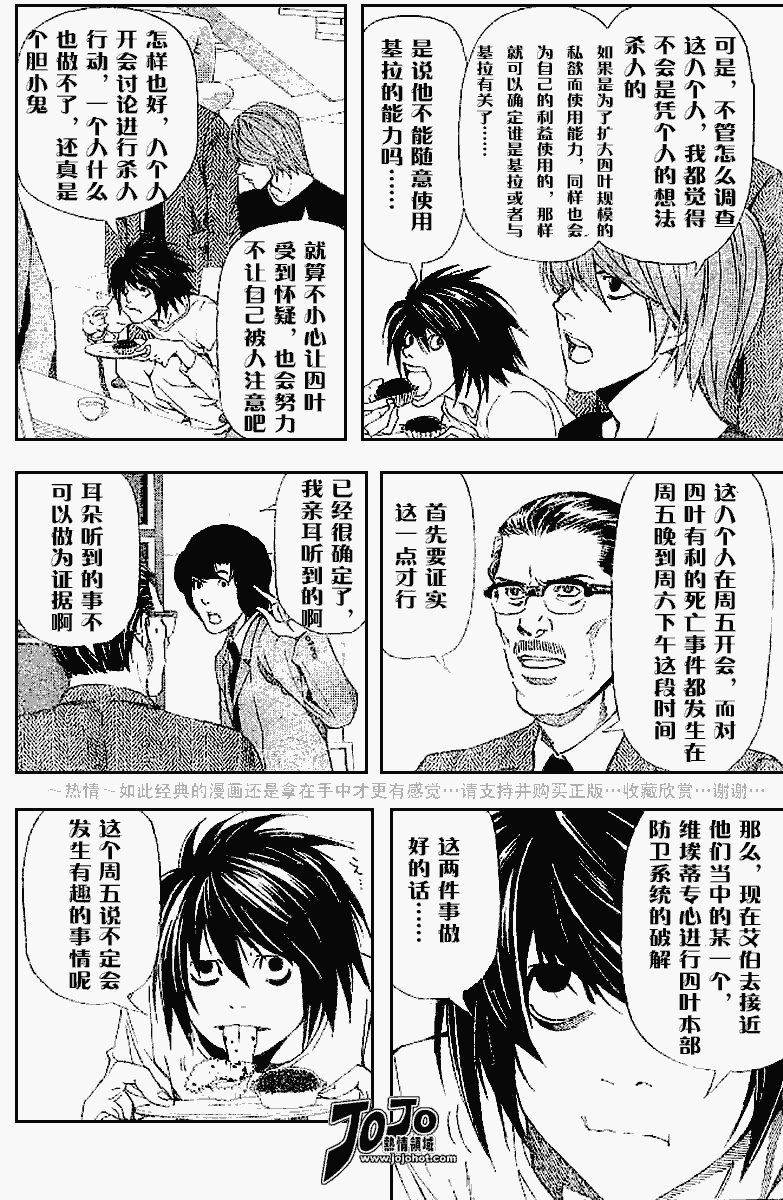 可是，不管怎么调查
这八个人，我都觉得
不会是凭个人的想法
杀人的
如果是为了扩大四叶规模的
私欲而使用能力，同样也会
为自己的利益使用的，那样
就可以确定谁是基拉或者与
基拉有关了……
是说他不能随意使用
基拉的能力吗……
怎样也好，八个人
开会讨论进行杀人
行动，一个人什么
也做不了，还真是
个胆小鬼
就算不小心让四叶
受到怀疑，也会努力
不让自己被人注意吧
这八个人在周五开会，而对
四叶有利的死亡事件都发生在
周五晚到周六下午这段时间
首先要证实
这一点才行
已经很确定了，
我亲耳听到的啊
耳朵听到的事不
可以做为证据啊
～热情～如此经典的漫画还是拿在手中才更有感觉…请支持并购买正版…收藏欣赏…谢谢…
那么，现在艾伯去接近
他们当中的某一个，
维埃蒂专心进行四叶本部
防卫系统的破解
这两件事做
好的话……
这个周五说不定会
发生有趣的事情呢
JOJO
熱情領域
www.jojohot.com